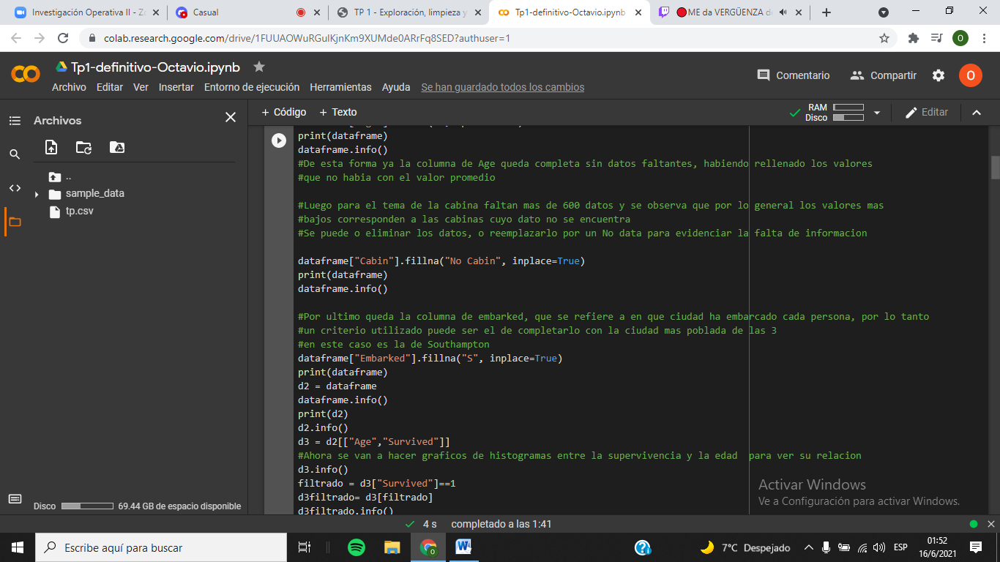 Investigación Operativa II - Zo
Casual
TP 1 - Exploración, limpieza y
Tp1-definitivo-Octavio.ipynb
ME da VERGÜENZA de
colab.research.google.com/drive/1FUUAOWuRGulKjnKm9XUMde0ARrFq8SED?authuser=1
O
Tp1-definitivo-Octavio.ipynb
Comentario
Compartir
O
Archivo Editar Ver Insertar Entorno de ejecución Herramientas Ayuda Se han guardado todos los cambios
Archivos
+ Código + Texto
RAM
Disco
Editar
..
sample_data
tp.csv
print(dataframe)
dataframe.info()
#De esta forma ya la columna de Age queda completa sin datos faltantes, habiendo rellenado los valores
#que no habia con el valor promedio
#Luego para el tema de la cabina faltan mas de 600 datos y se observa que por lo general los valores mas
#bajos corresponden a las cabinas cuyo dato no se encuentra
#Se puede o eliminar los datos, o reemplazarlo por un No data para evidenciar la falta de informacion
dataframe["Cabin"].fillna("No Cabin", inplace=True)
print(dataframe)
dataframe.info()
#Por ultimo queda la columna de embarked, que se refiere a en que ciudad ha embarcado cada persona, por lo tanto
#un criterio utilizado puede ser el de completarlo con la ciudad mas poblada de las 3
#en este caso es la de Southampton
dataframe["Embarked"].fillna("S", inplace=True)
print(dataframe)
d2 = dataframe
dataframe.info()
print(d2)
d2.info()
d3 = d2[["Age","Survived"]]
#Ahora se van a hacer graficos de histogramas entre la supervivencia y la edad  para ver su relacion
d3.info()
filtrado = d3["Survived"]==1
d3filtrado= d3[filtrado]
d3filtrado.info()
Activar Windows
Ve a Configuración para activar Windows.
Disco
69.44 GB de espacio disponible
4 s completado a las 1:41
Escribe aquí para buscar
7°C Despejado
ESP
01:52
16/6/2021